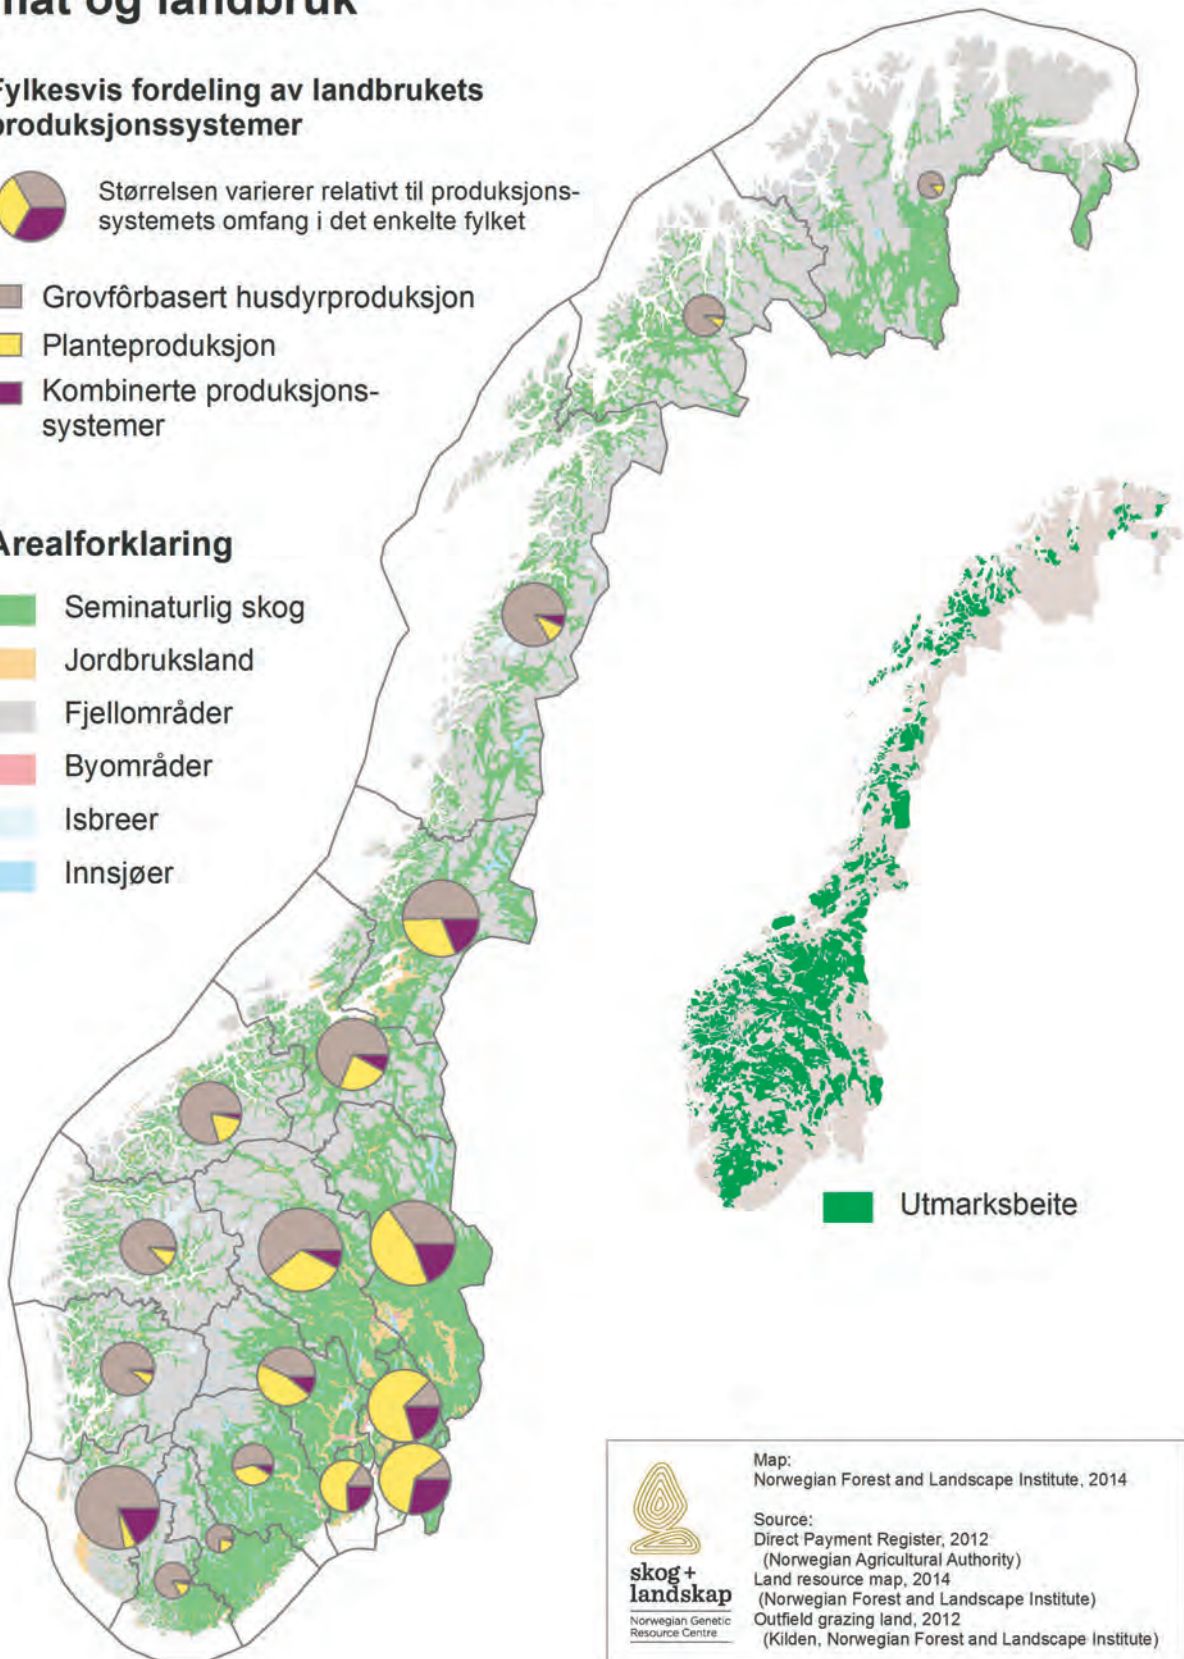 mat og landbruk
Fylkesvis fordeling av landbrukets
produksjonssystemer
Størrelsen varierer relativt til produksjons-
systemets omfang i det enkelte fylket
Grovfôrbasert husdyrproduksjon
Planteproduksjon
Kombinerte produksjons-
systemer
Arealforklaring
Seminaturlig skog
Jordbruksland
Fjellområder
Byområder
Isbreer
Innsjøer
Utmarksbeite
skog+
landskap
Norwegian Genetic
Resource Centre
Map:
Norwegian Forest and Landscape Institute, 2014
Source:
Direct Payment Register, 2012
(Norwegian Agricultural Authority)
Land resource map, 2014
(Norwegian Forest and Landscape Institute)
Outfield grazing land, 2012
(Kilden, Norwegian Forest and Landscape Institute)